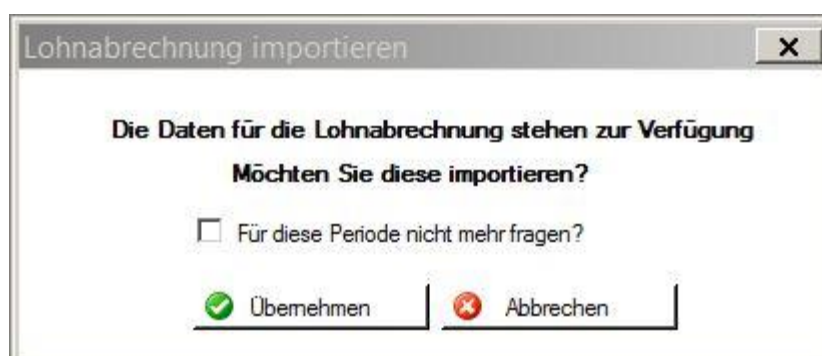 Lohnabrechnung importieren
Die Daten für die Lohnabrechnung stehen zur Verfügung
Möchten Sie diese importieren?
Für diese Periode nicht mehr fragen?
Übernehmen Abbrechen